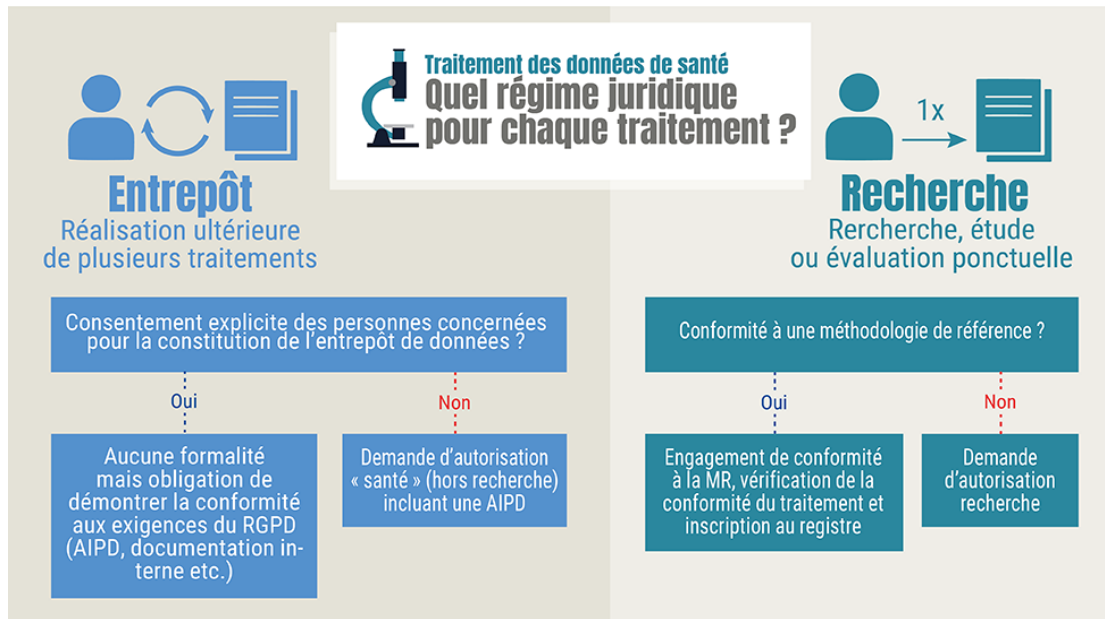 Traitement des données de santé
Quel régime juridique
pour chaque traitement ?
Entrepôt
Réalisation ultérieure
de plusieurs traitements
Consentement explicite des personnes concernées
pour la constitution de l'entrepôt de données ?
Oui
Non
Aucune formalité
mais obligation de
démontrer la conformité
aux exigences du RGPD
(AIPD, documentation in-
terne etc.)
Demande d'autorisation
« santé » (hors recherche)
incluant une AIPD
1x
Recherche
Rercherche, étude
ou évaluation ponctuelle
Conformité à une méthodologie de référence ?
Oui
Non
Engagement de conformité
à la MR, vérification de la
conformité du traitement et
inscription au registre
Demande
d'autorisation
recherche